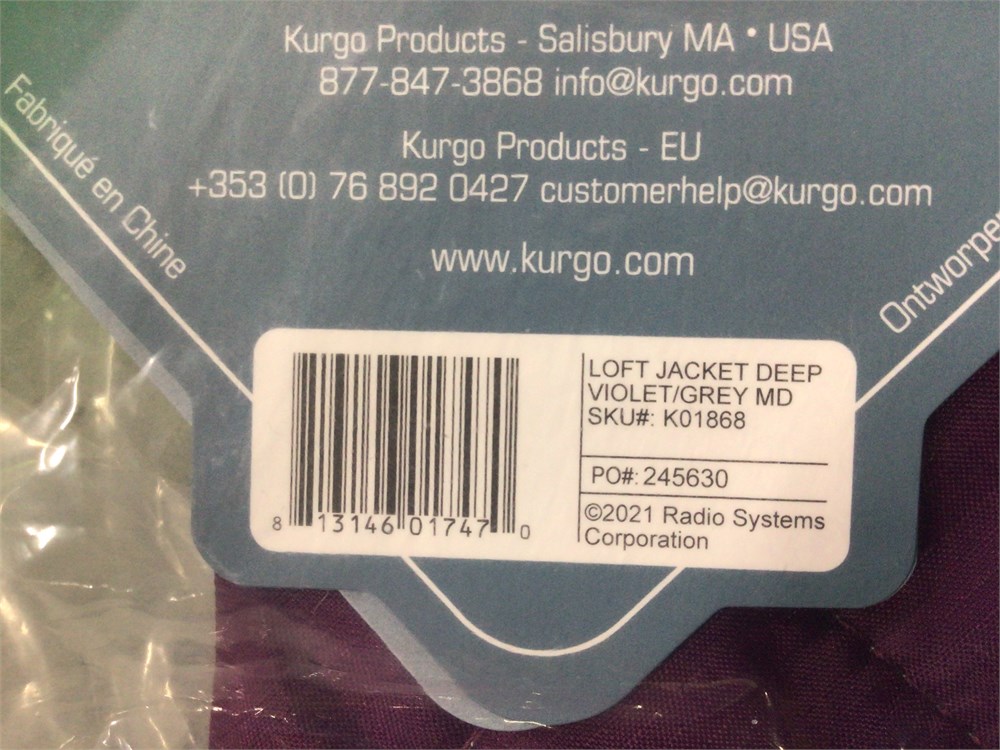 Kurgo Products - Salisbury MA • USA
877-847-3868 info@kurgo.com
Kurgo Products - EU
+353 (0) 76 892 0427 customerhelp@kurgo.com
www.kurgo.com
Fabriqué en Chine
Ontworpe
LOFT JACKET DEEP
VIOLET/GREY MD
SKU#: K01868
PO#: 245630
©2021 Radio Systems
Corporation
8 13146 01747 0